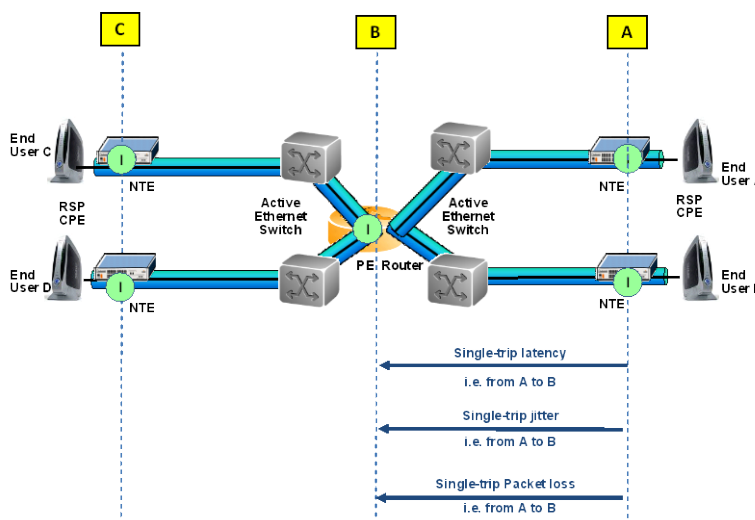 C
B
A
End
User C
I
NTE
RSP
CPE
Active
Ethernet
Switch
I
PE Router
Active
Ethernet
Switch
I
NTE
End
User
RSP
CPE
End
User D
I
NTE
I
NTE
End
User
Single-trip latency
i.e. from A to B
Single-trip jitter
i.e. from A to B
Single-trip Packet loss
i.e. from A to B